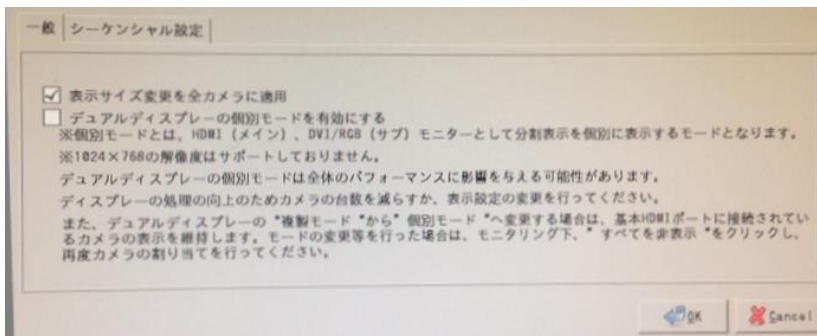 一般 シーケンシャル設定
表示サイズ変更を全カメラに適用
デュアルディスプレーの個別モードを有効にする
※個別モードとは、HDMI (メイン)、DVI/RGB (サブ) モニターとして分割表示を個別に表示するモードとなります。
※1024×768の解像度はサポートしておりません。
デュアルディスプレーの個別モードは全体のパフォーマンスに影響を与える可能性があります。
ディスプレーの処理の向上のためカメラの台数を減らすか、表示設定の変更を行ってください。
また、デュアルディスプレーの "複製モード "から" 個別モード "へ変更する場合は、基本HDMIポートに接続されてい
るカメラの表示を維持します。モードの変更等を行った場合は、モニタリング下、" すべてを非表示 "をクリックし、
再度カメラの割り当てを行ってください。
OK Cancel